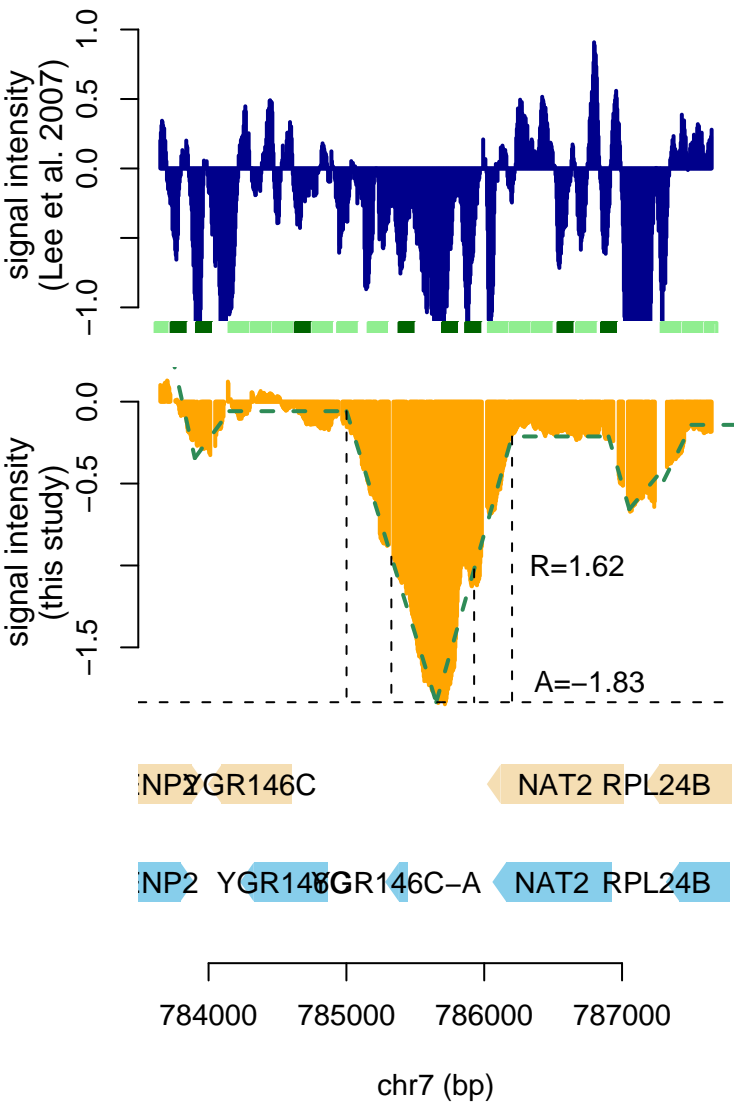 signal intensity
(Lee et al. 2007)
1.0
0.5
0.0
−1.0
signal intensity
(this study)
0.0
−0.5
−1.5
R=1.62
A=−1.83
ENP2 YGR146C NAT2 RPL24B
ENP2 YGR146C YGR146C−A NAT2 RPL24B
784000 785000 786000 787000
chr7 (bp)